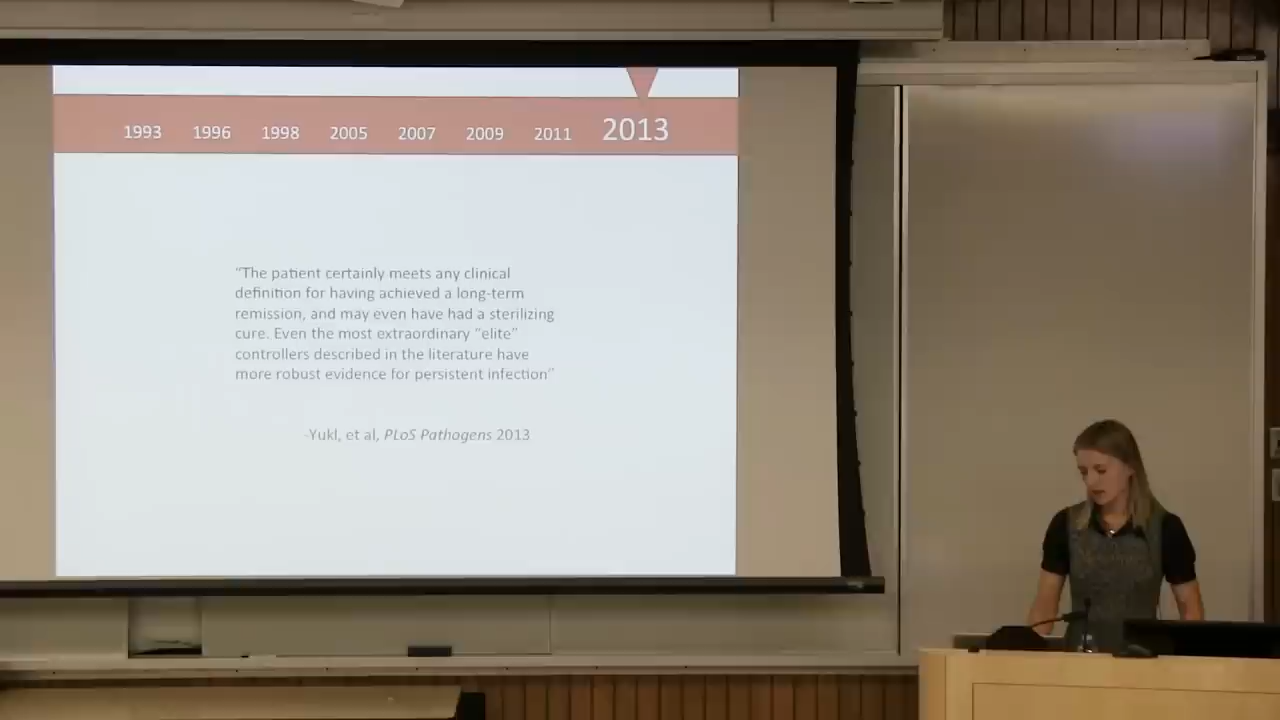 1993 1996 1998 2005 2007 2009 2011 2013
“The patient certainly meets any clinical
definition for having achieved a long-term
remission, and may even have had a sterilizing
cure. Even the most extraordinary “elite”
controllers described in the literature have
more robust evidence for persistent infection”
-Yukl, et al, PLoS Pathogens 2013